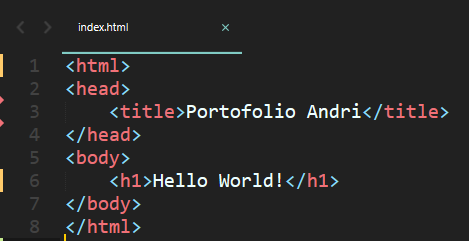 index.html ×
1 <html>
2 <head>
3     <title>Portofolio Andri</title>
4 </head>
5 <body>
6     <h1>Hello World!</h1>
7 </body>
8 </html>